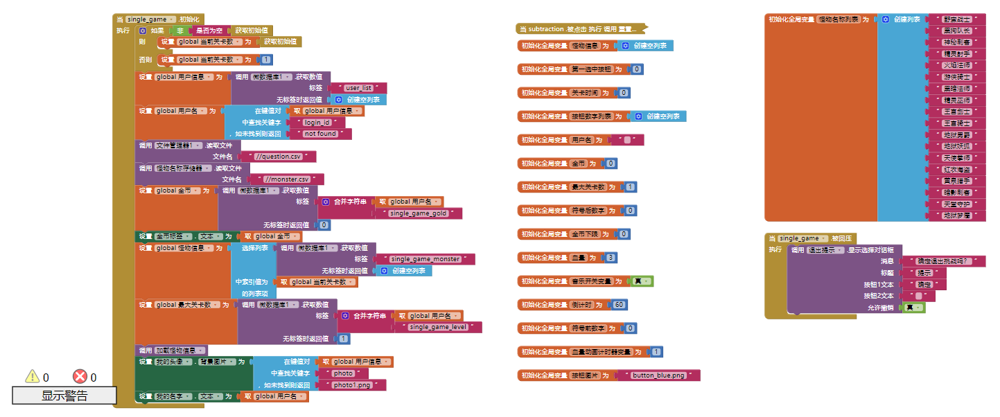 当 single_game .初始化
执行 如果 非 是否为空 获取初始值
则 设置 global 当前关卡数 为 获取初始值
否则 设置 global 当前关卡数 为 1
设置 global 用户信息 为 调用 微数据库1 .获取数值
标签 " user_list "
无标签时返回值 创建空列表
设置 global 用户名 为 在键值对 取 global 用户信息
中查找关键字 " login_id "
，如未找到则返回 " not found "
调用 文件管理器1 .读取文件
文件名 " //question.csv "
调用 怪物名称存储器 .读取文件
文件名 " //monster.csv "
设置 global 金币 为 调用 微数据库1 .获取数值
标签 合并字符串 取 global 用户名
" single_game_gold "
无标签时返回值 0
设置 金币标签 . 文本 为 取 global 金币
设置 global 怪物信息 为 选择列表 调用 微数据库1 .获取数值
标签 " single_game_monster "
无标签时返回值 创建空列表
中索引值为 取 global 当前关卡数
的列表项
设置 global 最大关卡数 为 调用 微数据库1 .获取数值
标签 合并字符串 取 global 用户名
" single_game_level "
无标签时返回值 1
调用 加载怪物信息
设置 我的头像 . 背景图片 为 在键值对 取 global 用户信息
中查找关键字 " photo "
，如未找到则返回 " photo1.png "
设置 我的名字 . 文本 为 取 global 用户名
0 0
显示警告
当 subtraction .被点击 执行 调用 重置...
初始化全局变量 怪物信息 为 创建空列表
初始化全局变量 第一选中按钮 为 0
初始化全局变量 关卡时间 为 0
初始化全局变量 按钮数字列表 为 创建空列表
初始化全局变量 用户名 为 " "
初始化全局变量 金币 为 0
初始化全局变量 最大关卡数 为 1
初始化全局变量 符号后数字 为 0
初始化全局变量 金币下限 为 0
初始化全局变量 血量 为 3
初始化全局变量 音乐开关变量 为 真
初始化全局变量 倒计时 为 60
初始化全局变量 符号前数字 为 0
初始化全局变量 血量动画计时器变量 为 1
初始化全局变量 按钮图片 为 " button_blue.png "
初始化全局变量 怪物名称列表 为 创建列表 " 野蛮战士 "
" 黑狗队长 "
" 神秘刺客 "
" 精灵射手 "
" 火焰法师 "
" 游侠骑士 "
" 黑暗法师 "
" 精灵巫师 "
" 王宫剑士 "
" 王宫骑士 "
" 地狱男爵 "
" 地狱妖狐 "
" 天使拳师 "
" 红衣海盗 "
" 黄泉猎手 "
" 暗影刺客 "
" 天堂守护 "
" 地狱梦魇 "
当 single_game .被回压
执行 调用 退出提示 .显示选择对话框
消息 " 确定退出挑战吗？ "
标题 " 提示 "
按钮1文本 " 确定 "
按钮2文本 " "
允许撤销 真